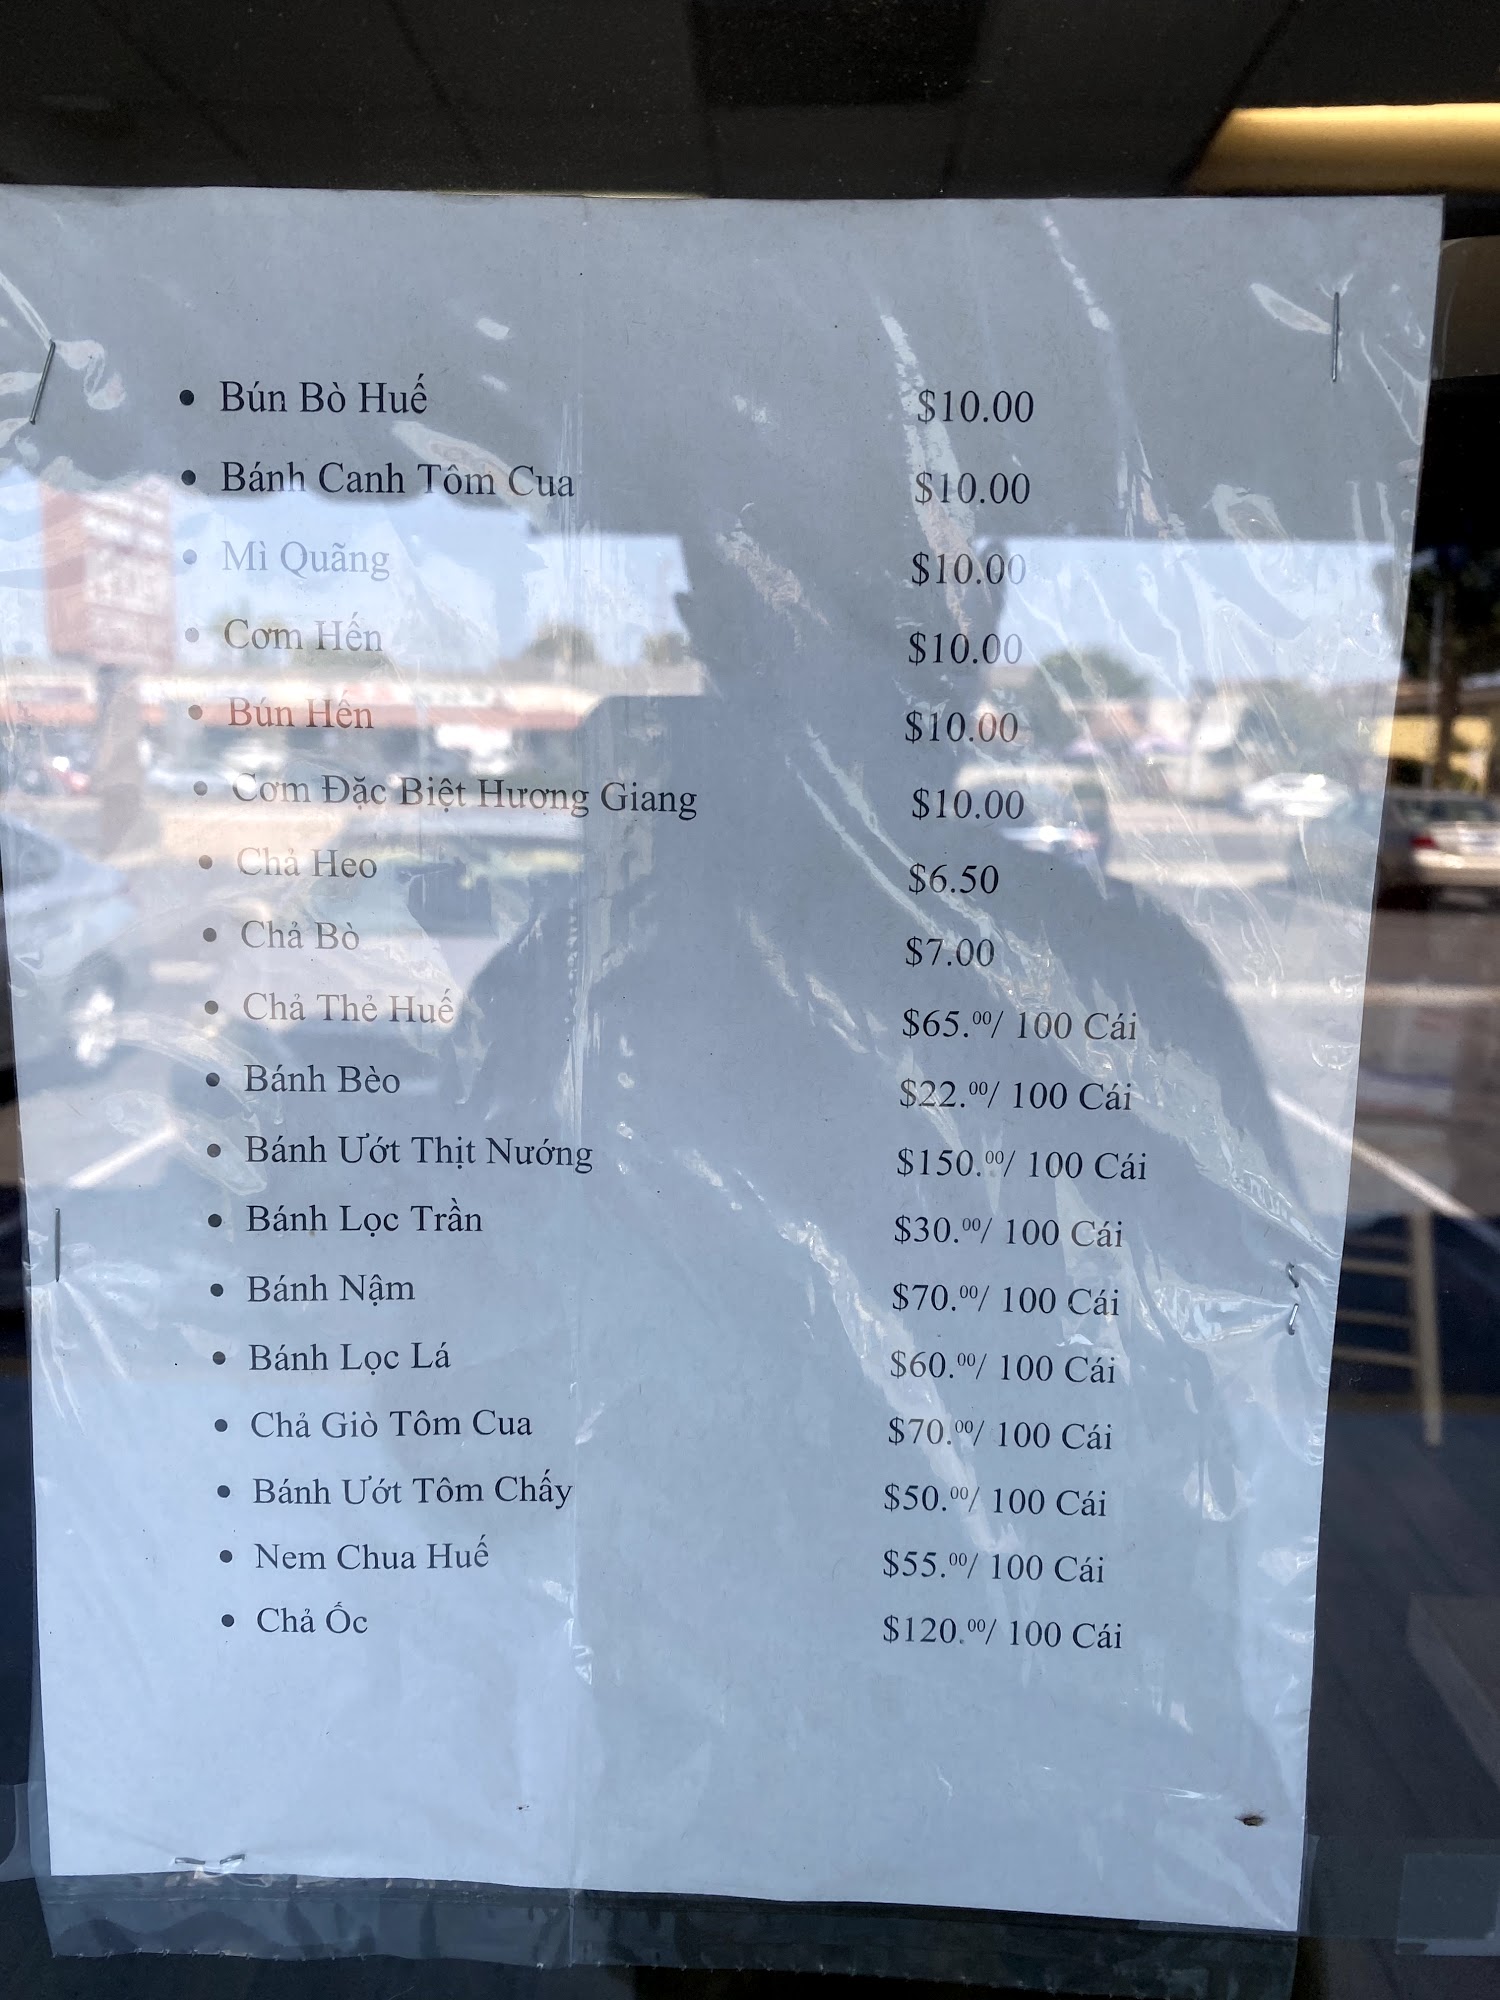 • Bún Bò Huế $10.00
• Bánh Canh Tôm Cua $10.00
• Mì Quãng $10.00
• Cơm Hến $10.00
• Bún Hến $10.00
• Cơm Đặc Biệt Hương Giang $10.00
• Chả Heo $6.50
• Chả Bò $7.00
• Chả Thẻ Huế $65.00/ 100 Cái
• Bánh Bèo $22.00/ 100 Cái
• Bánh Ướt Thịt Nướng $150.00/ 100 Cái
• Bánh Lọc Trần $30.00/ 100 Cái
• Bánh Nậm $70.00/ 100 Cái
• Bánh Lọc Lá $60.00/ 100 Cái
• Chả Giò Tôm Cua $70.00/ 100 Cái
• Bánh Ướt Tôm Chấy $50.00/ 100 Cái
• Nem Chua Huế $55.00/ 100 Cái
• Chả Ốc $120.00/ 100 Cái